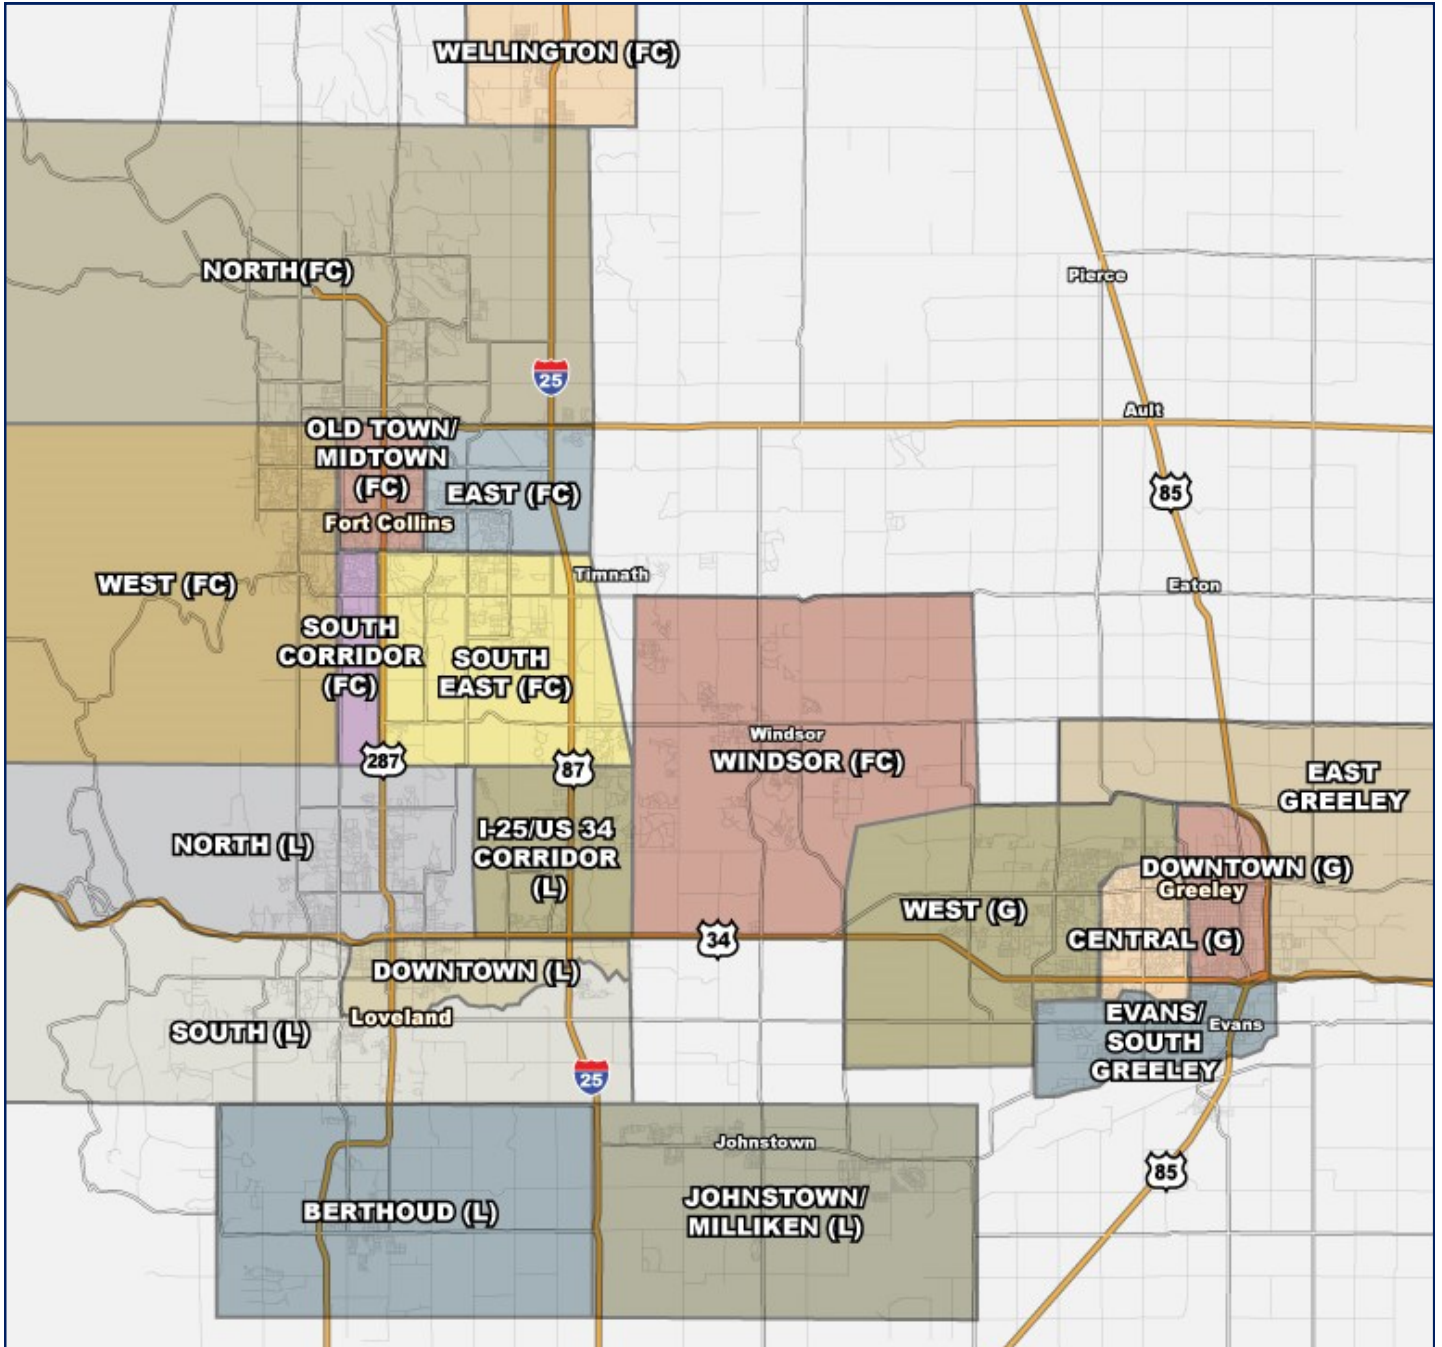 WELLINGTON (FC)
NORTH(FC)
Pierce
25
Ault
OLD TOWN/
MIDTOWN
(FC)
EAST (FC)
85
Fort Collins
WEST (FC)
Timnath
Eaton
SOUTH
CORRIDOR
(FC)
SOUTH
EAST (FC)
Windsor
WINDSOR (FC)
287
87
EAST
GREELEY
NORTH (L)
I-25/US 34
CORRIDOR
(L)
DOWNTOWN (G)
Greeley
WEST (G)
34
CENTRAL (G)
DOWNTOWN (L)
Loveland
SOUTH (L)
EVANS/
SOUTH
GREELEY
Evans
25
Johnstown
85
BERTHOUD (L)
JOHNSTOWN/
MILLIKEN (L)